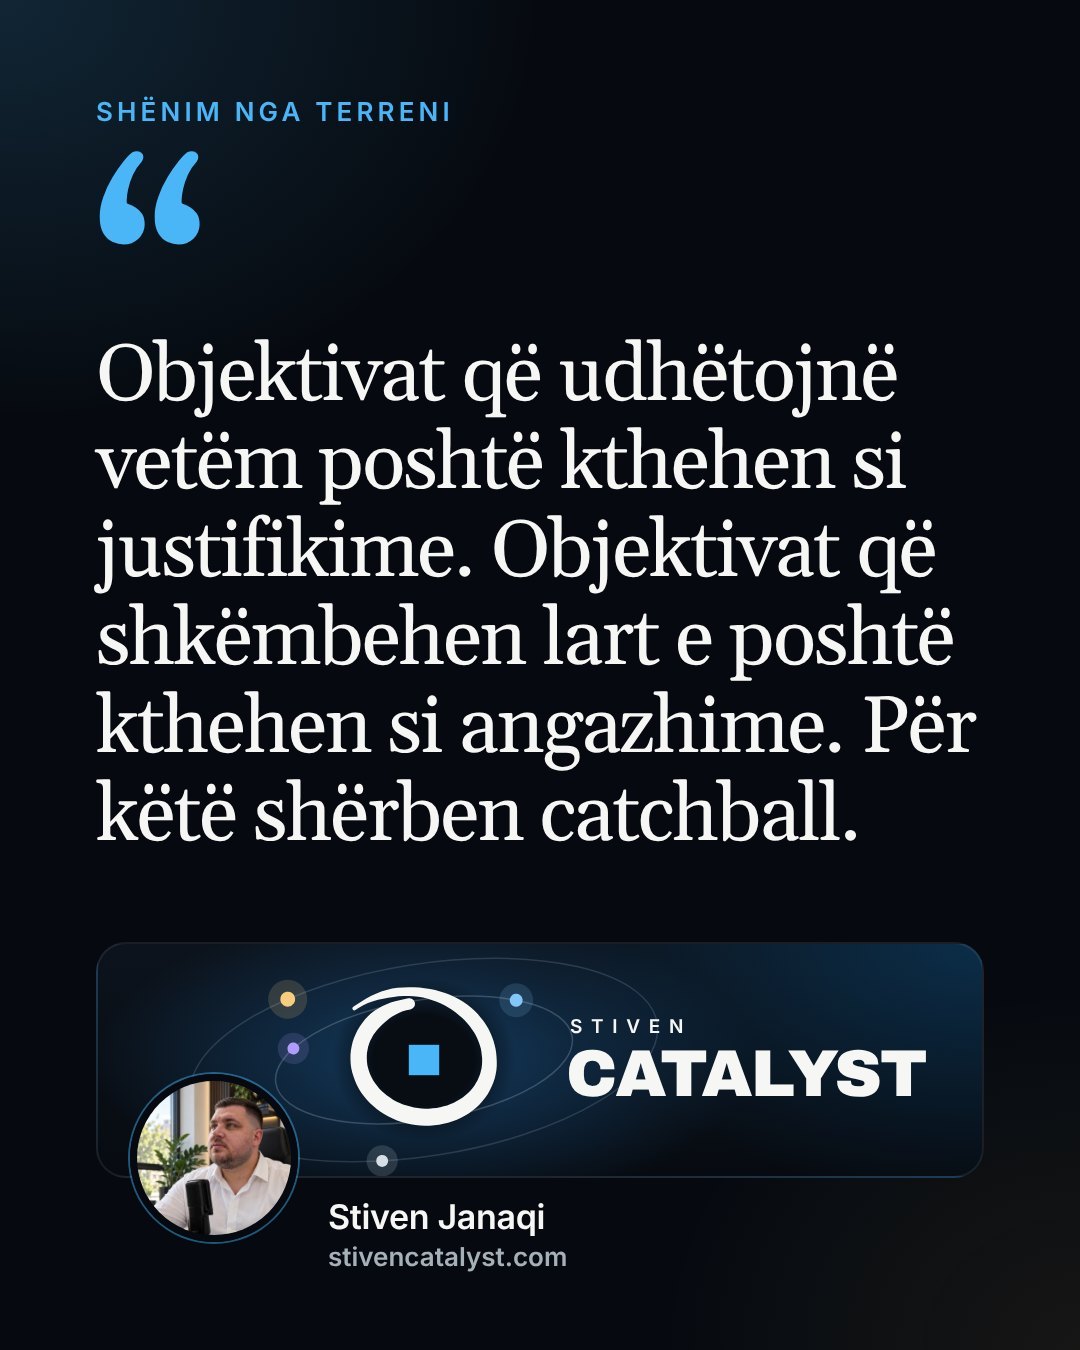 SHËNIM NGA TERRENI
“
Objektivat që udhëtojnë
vetëm poshtë kthehen si
justifikime. Objektivat që
shkëmbehen lart e poshtë
kthehen si angazhime. Për
këtë shërben catchball.
STIVEN
CATALYST
Stiven Janaqi
stivencatalyst.com